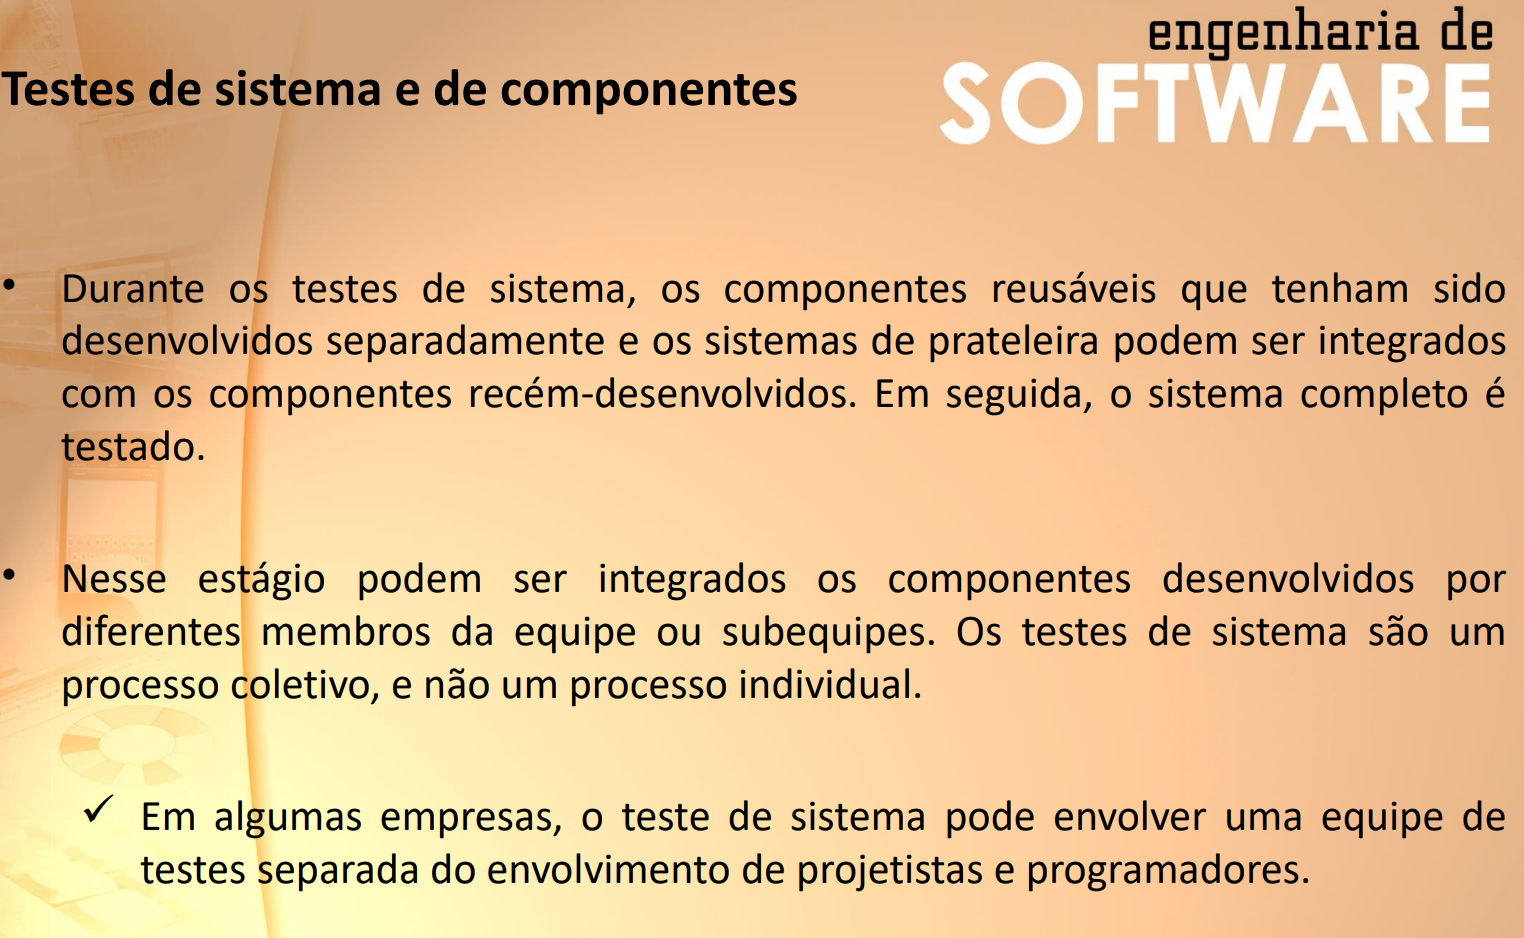 engenharia de
SOFTWARE
Testes de sistema e de componentes
• Durante os testes de sistema, os componentes reusáveis que tenham sido
desenvolvidos separadamente e os sistemas de prateleira podem ser integrados
com os componentes recém-desenvolvidos. Em seguida, o sistema completo é
testado.
• Nesse estágio podem ser integrados os componentes desenvolvidos por
diferentes membros da equipe ou subequipes. Os testes de sistema são um
processo coletivo, e não um processo individual.
✓ Em algumas empresas, o teste de sistema pode envolver uma equipe de
testes separada do envolvimento de projetistas e programadores.